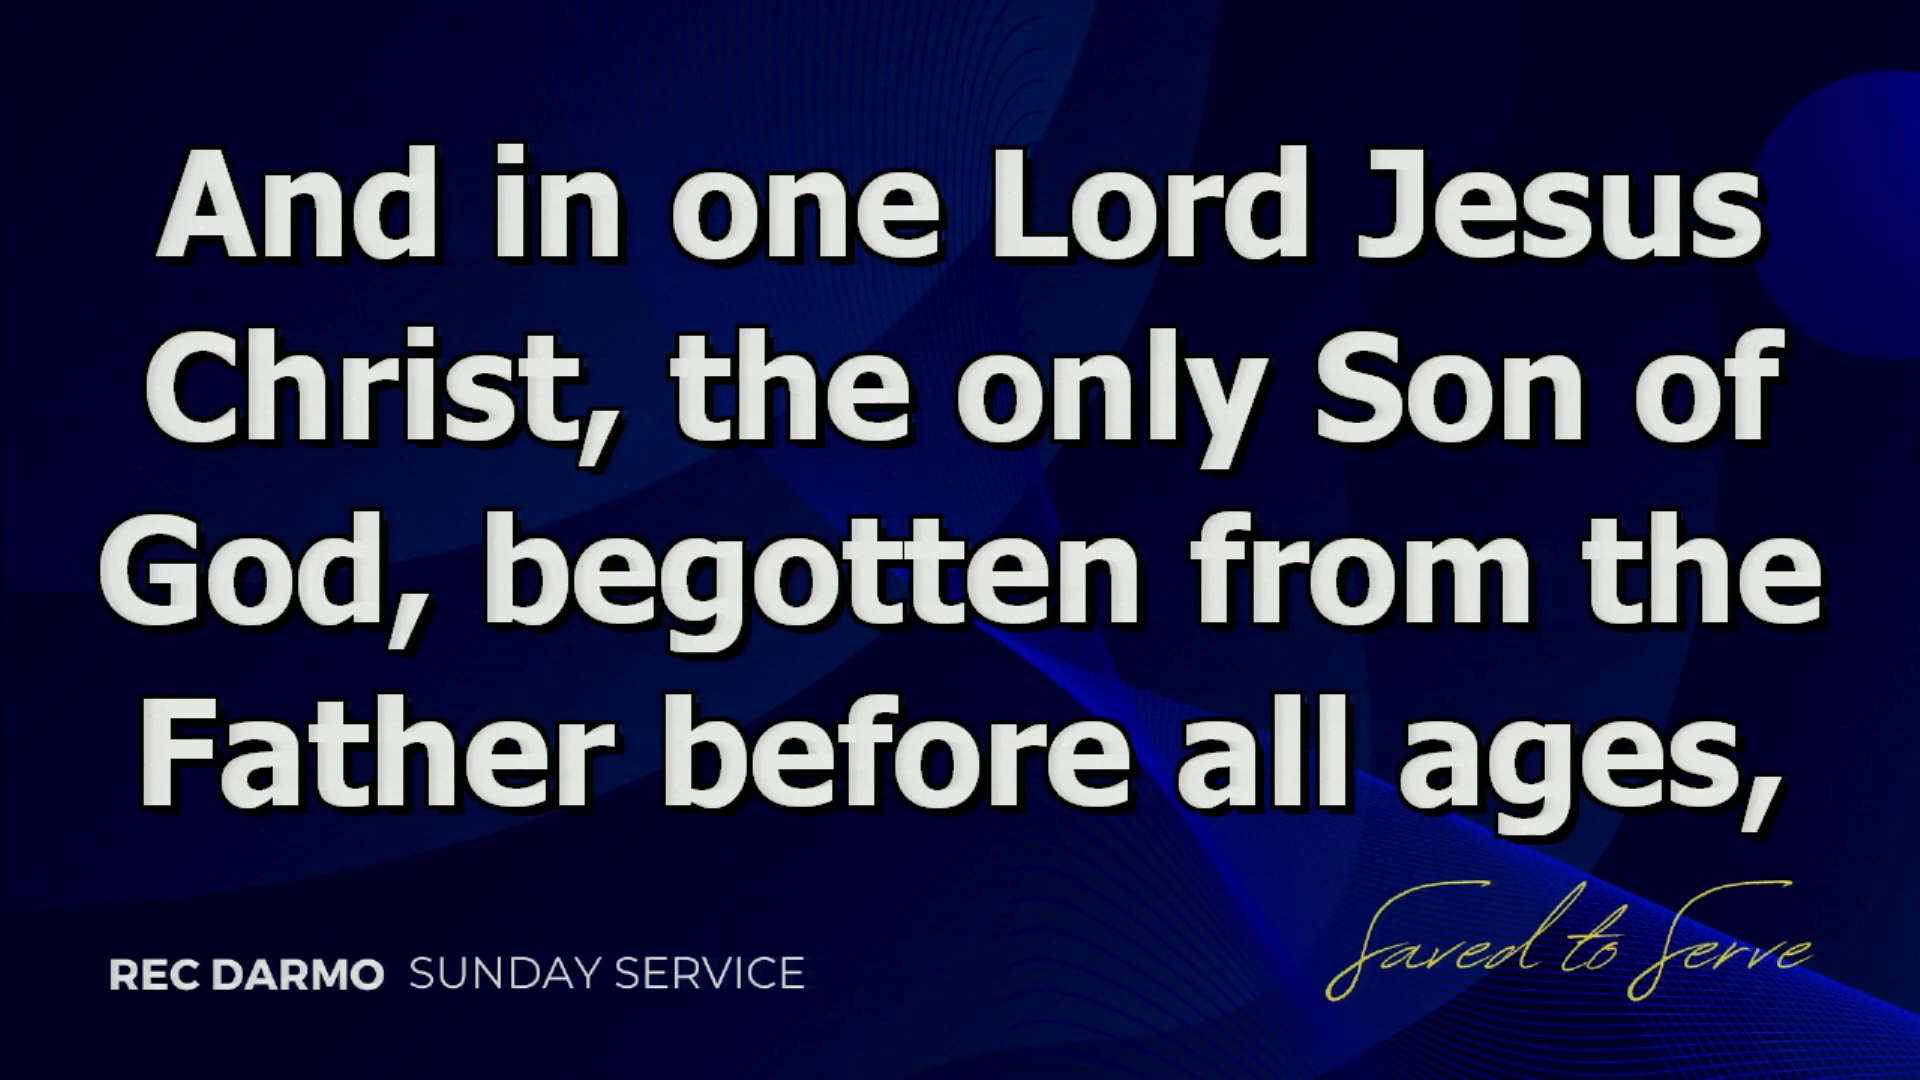 And in one Lord Jesus
Christ, the only Son of
God, begotten from the
Father before all ages,
Saved to Serve
REC DARMO SUNDAY SERVICE